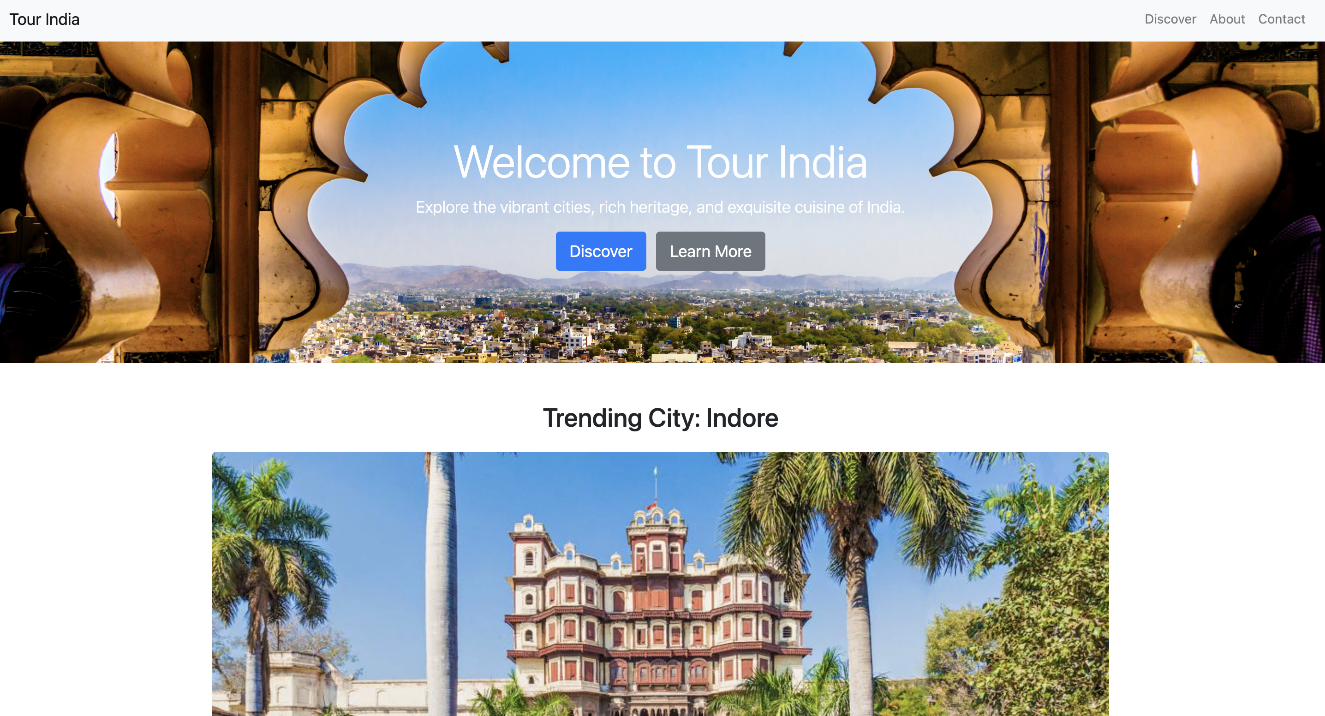 Tour India
Discover About Contact
Welcome to Tour India
Explore the vibrant cities, rich heritage, and exquisite cuisine of India.
Discover
Learn More
Trending City: Indore